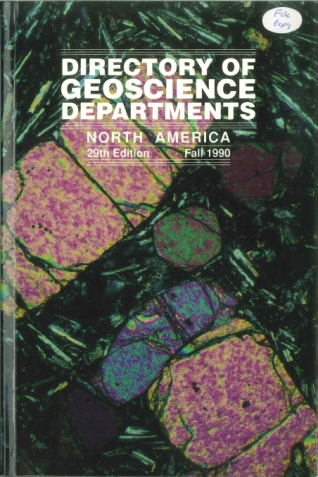 File
Copy
DIRECTORY OF
GEOSCIENCE
DEPARTMENTS
NORTH AMERICA
29th Edition Fall 1990